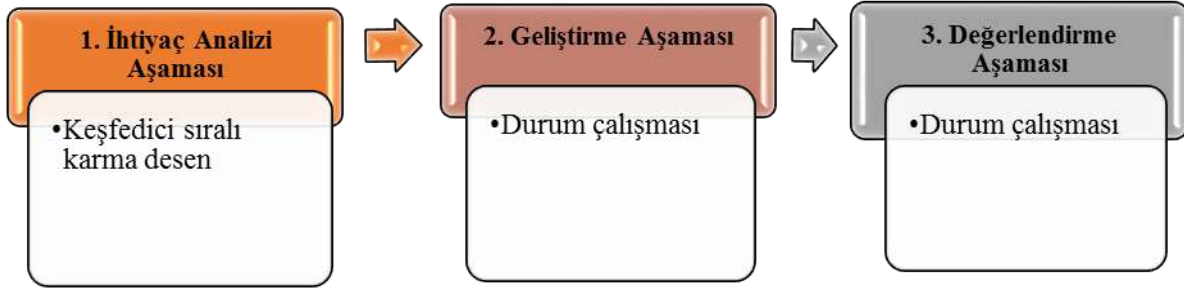 1. İhtiyaç Analizi
Aşaması
•Keşfedici sıralı
karma desen
2. Geliştirme Aşaması
•Durum çalışması
3. Değerlendirme
Aşaması
•Durum çalışması